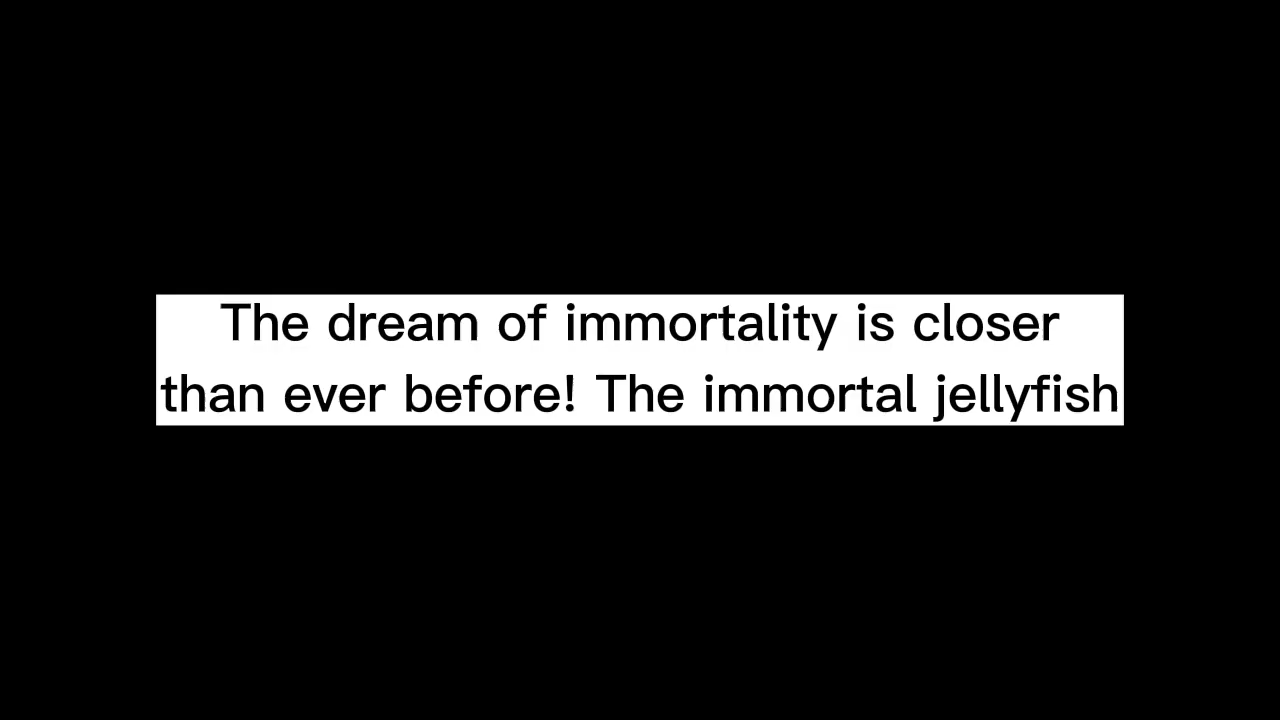 The dream of immortality is closer
than ever before! The immortal jellyfish